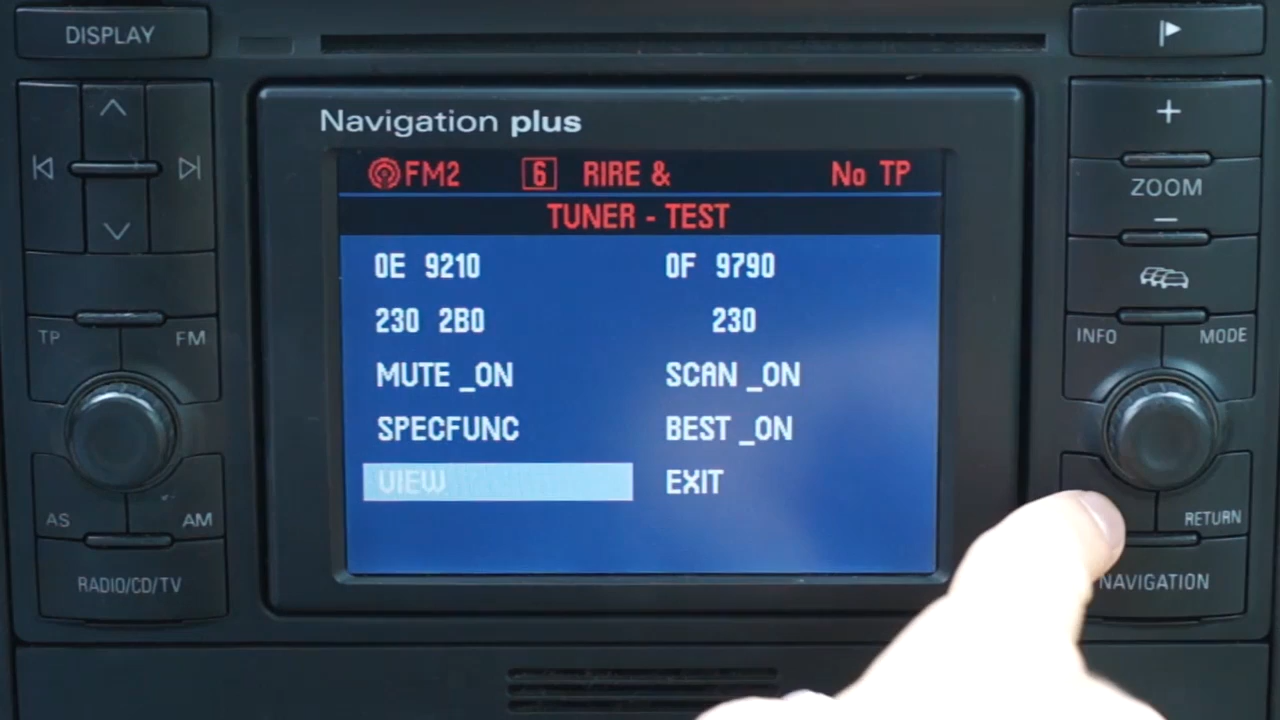 DISPLAY
Navigation plus
FM2 6 RIRE & No TP
TUNER - TEST
0E 9210 0F 9790
230 2B0 230
MUTE _ON SCAN _ON
SPECFUNC BEST _ON
VIEW EXIT
TP FM
AS AM
RADIO/CD/TV
+
ZOOM
−
INFO MODE
RETURN
NAVIGATION